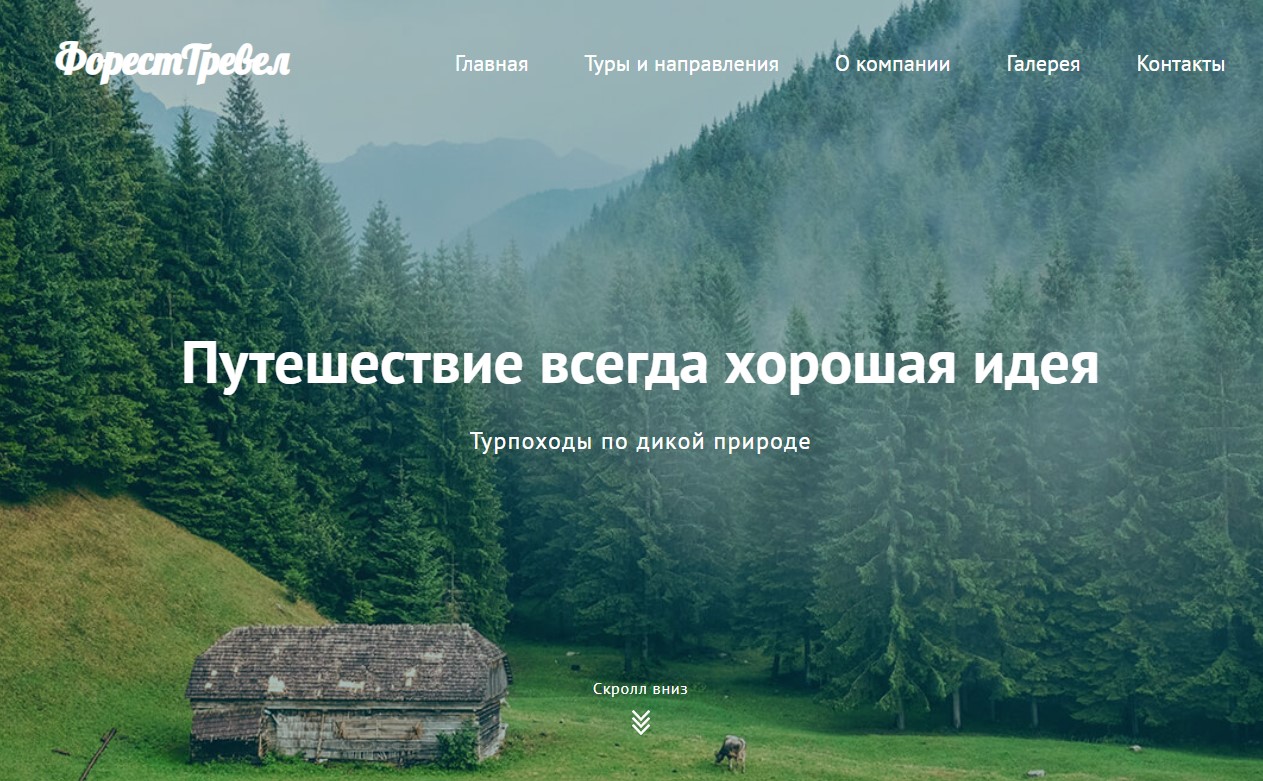 ФорестТревел
Главная Туры и направления О компании Галерея Контакты
Путешествие всегда хорошая идея
Турпоходы по дикой природе
Скролл вниз